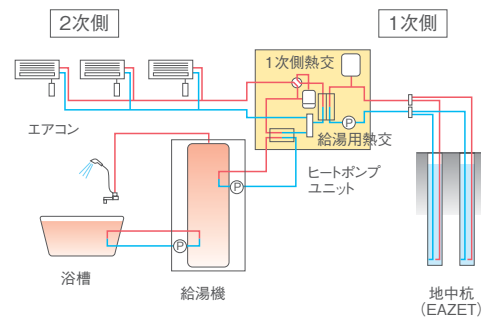 2次側
1次側
1次側熱交
P
給湯用熱交
エアコン
ヒートポンプ
ユニット
P
P
浴槽
給湯機
地中杭
(EAZET)